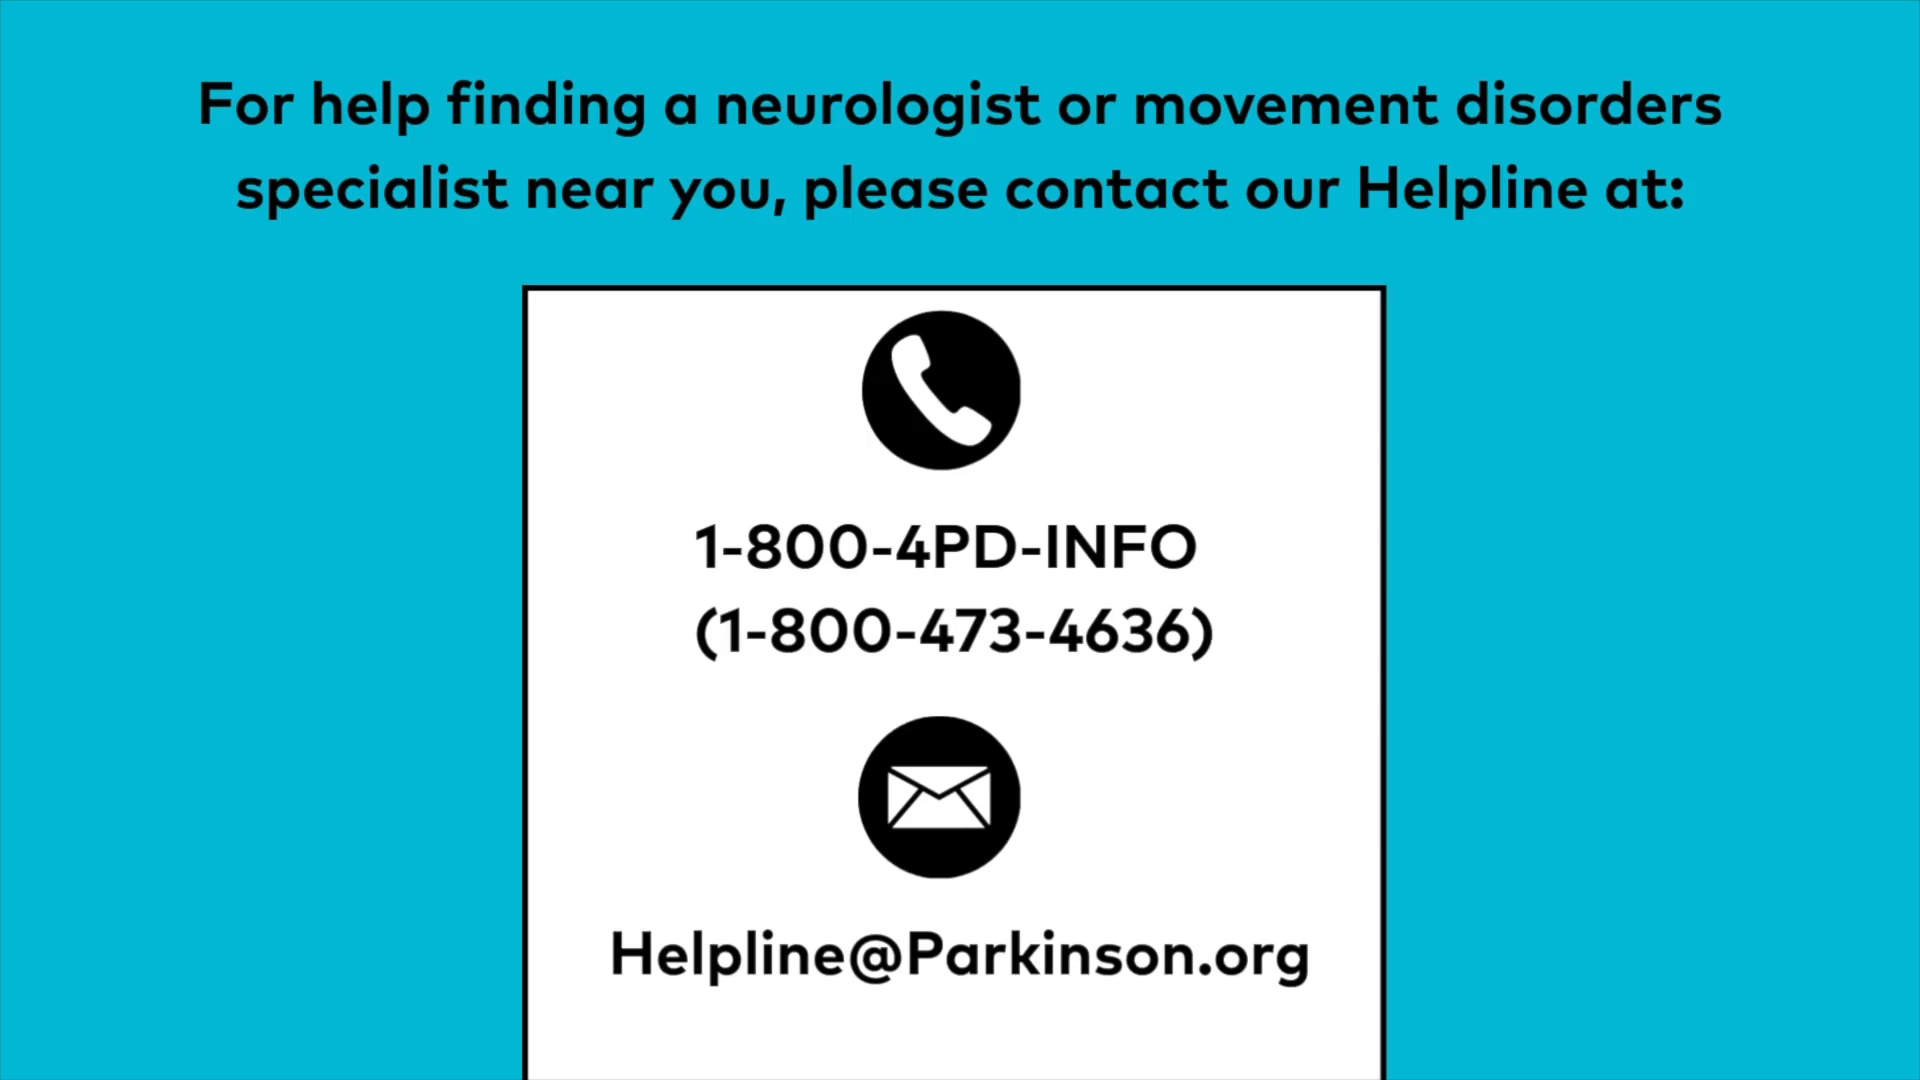 For help finding a neurologist or movement disorders
specialist near you, please contact our Helpline at:
1-800-4PD-INFO
(1-800-473-4636)
Helpline@Parkinson.org